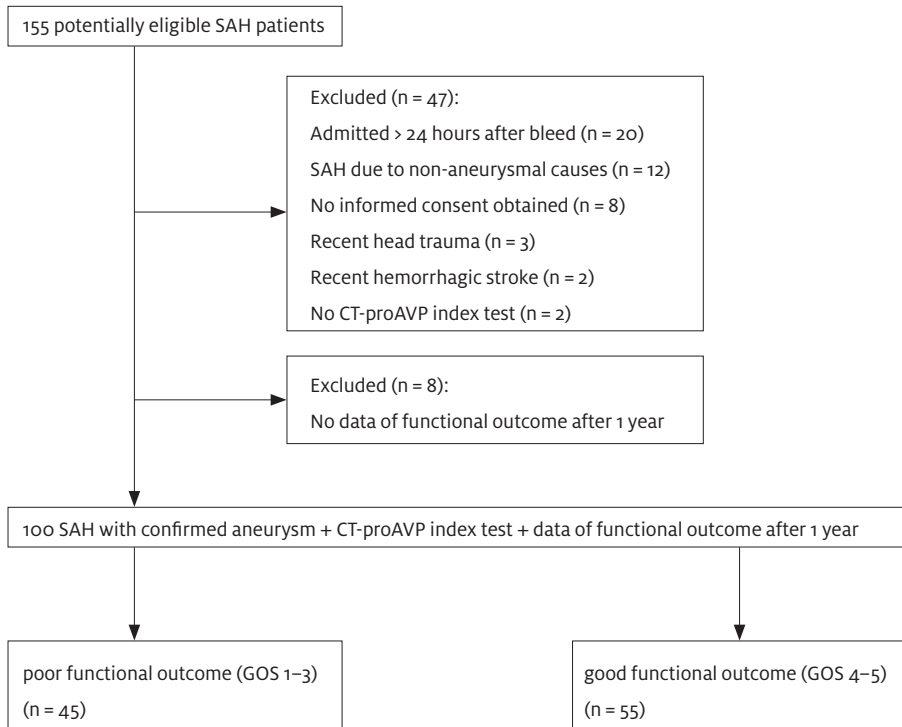 155 potentially eligible SAH patients
Excluded (n = 47):
Admitted > 24 hours after bleed (n = 20)
SAH due to non-aneurysmal causes (n = 12)
No informed consent obtained (n = 8)
Recent head trauma (n = 3)
Recent hemorrhagic stroke (n = 2)
No CT-proAVP index test (n = 2)
Excluded (n = 8):
No data of functional outcome after 1 year
100 SAH with confirmed aneurysm + CT-proAVP index test + data of functional outcome after 1 year
poor functional outcome (GOS 1–3)
(n = 45)
good functional outcome (GOS 4–5)
(n = 55)